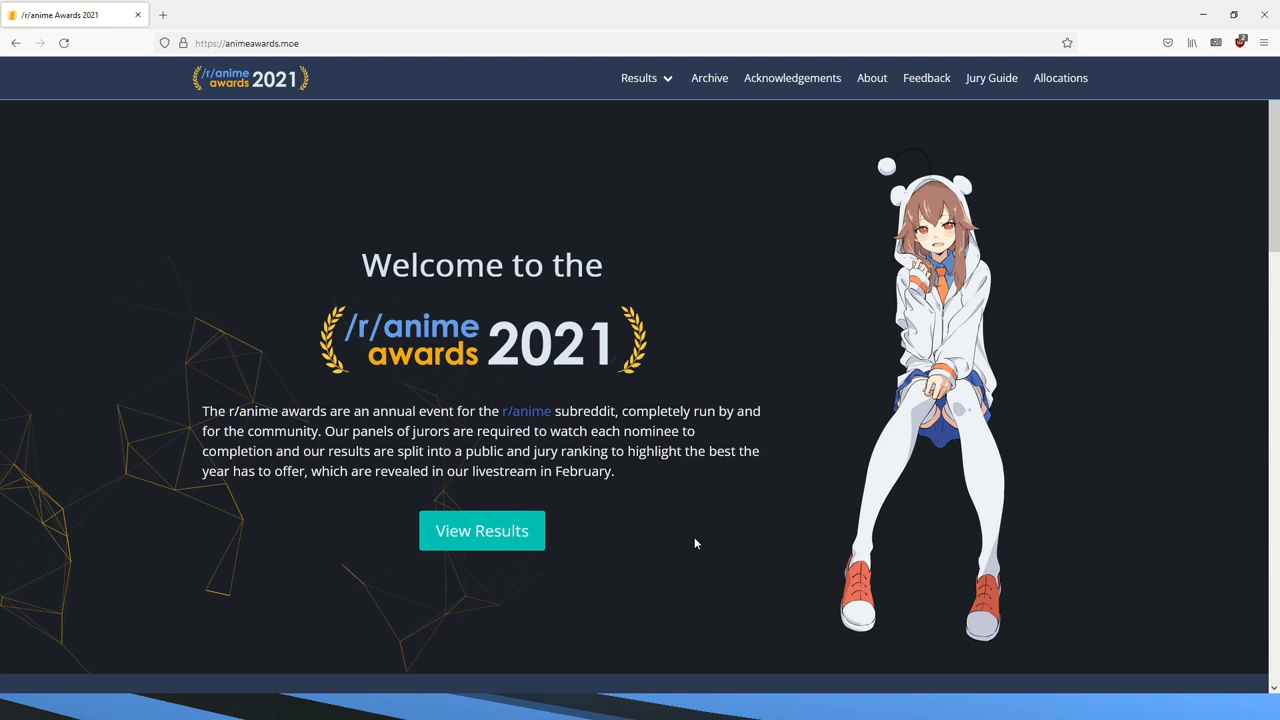 /r/anime Awards 2021
https://animeawards.moe
/r/anime awards 2021
Results
Archive
Acknowledgements
About
Feedback
Jury Guide
Allocations
Welcome to the
/r/anime
awards 2021
The r/anime awards are an annual event for the r/anime subreddit, completely run by and
for the community. Our panels of jurors are required to watch each nominee to
completion and our results are split into a public and jury ranking to highlight the best the
year has to offer, which are revealed in our livestream in February.
View Results